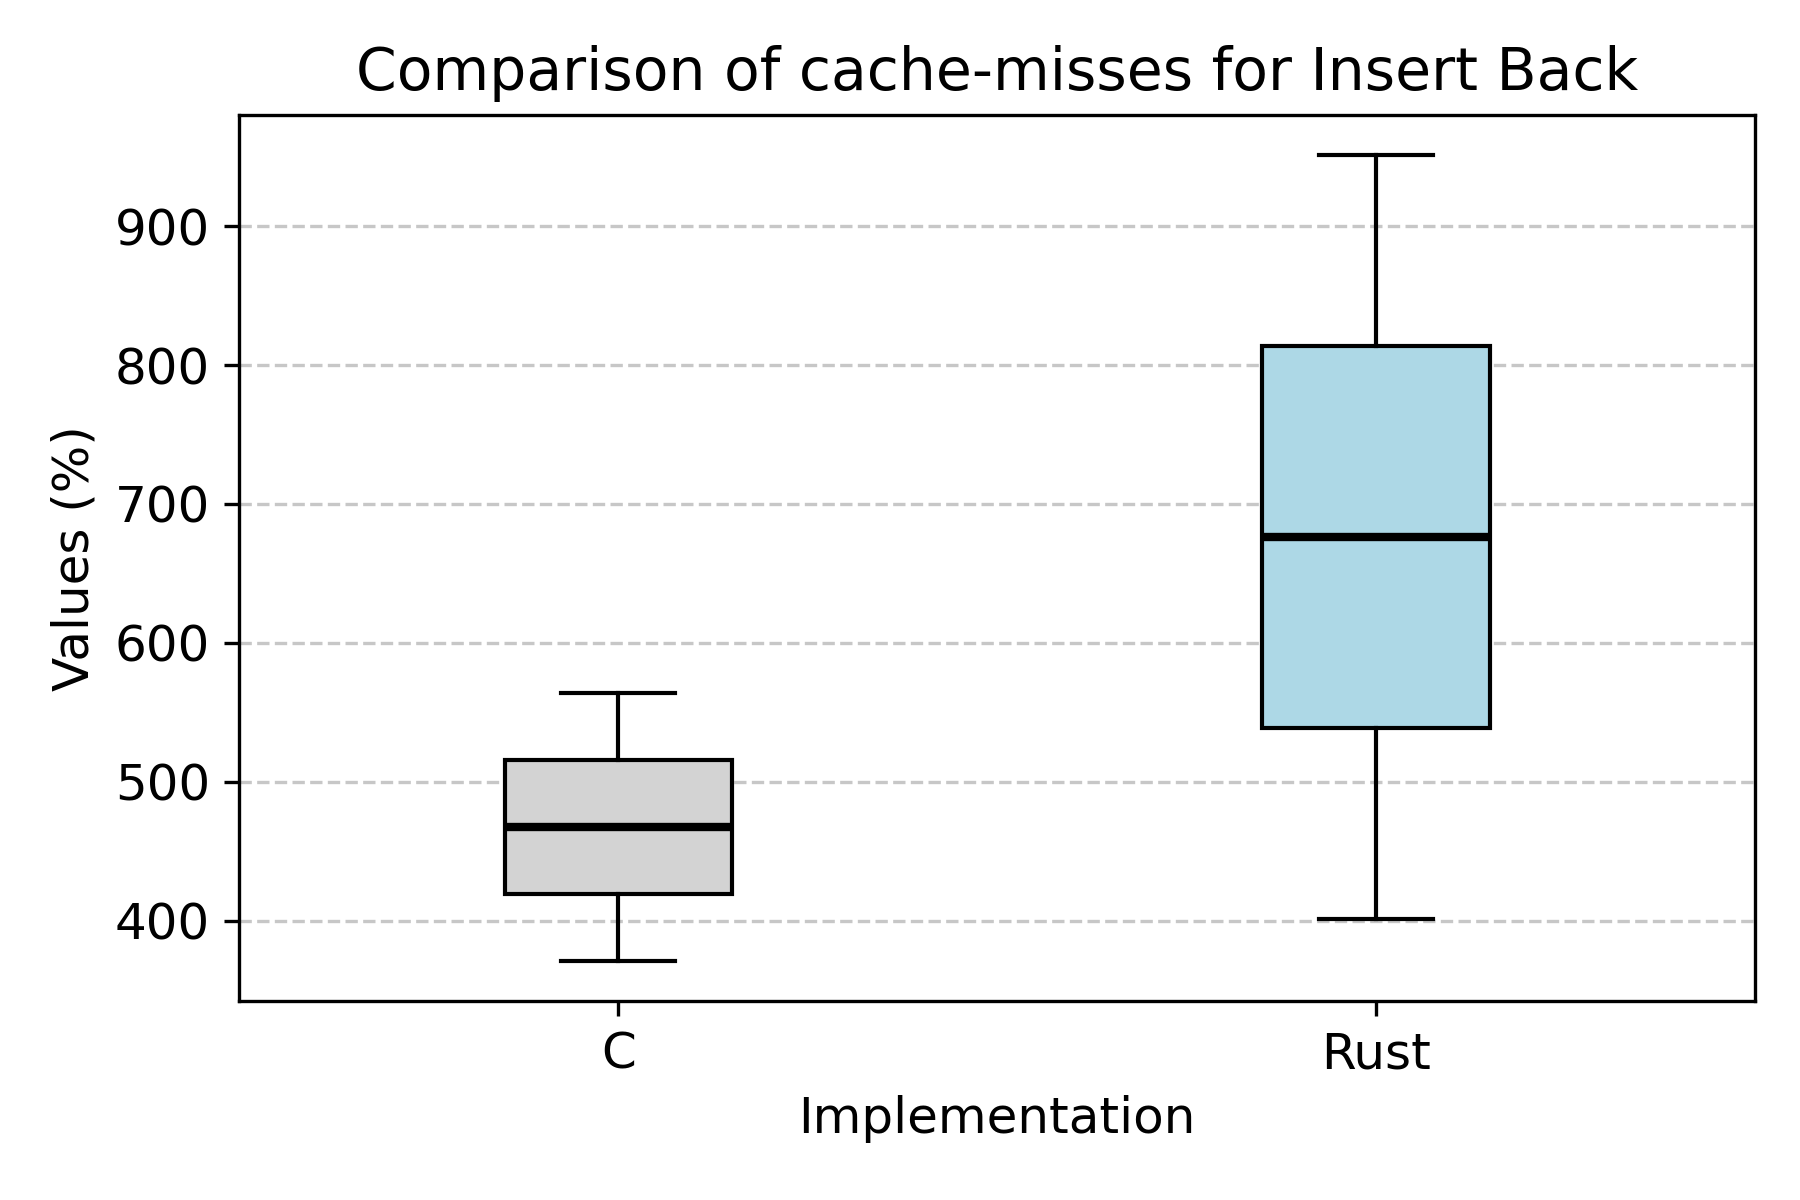 Comparison of cache-misses for Insert Back
Values (%)
900
800
700
600
500
400
C
Rust
Implementation